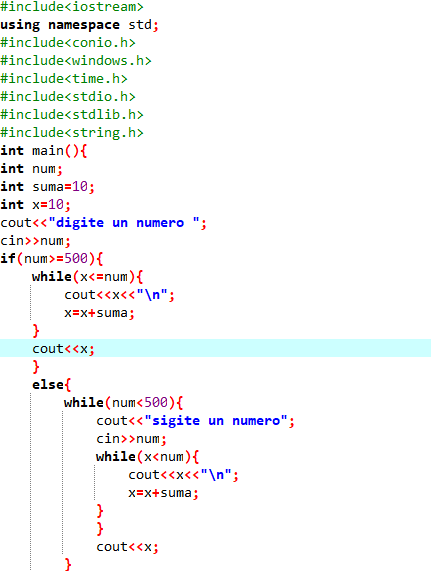 #include<iostream>
using namespace std;
#include<conio.h>
#include<windows.h>
#include<time.h>
#include<stdio.h>
#include<stdlib.h>
#include<string.h>
int main(){
int num;
int suma=10;
int x=10;
cout<<"digite un numero ";
cin>>num;
if(num>=500){
    while(x<=num){
        cout<<x<<"\n";
        x=x+suma;
    }
    cout<<x;
    }
    else{
        while(num<500){
            cout<<"sigite un numero";
            cin>>num;
            while(x<num){
                cout<<x<<"\n";
                x=x+suma;
            }
            }
            cout<<x;
        }